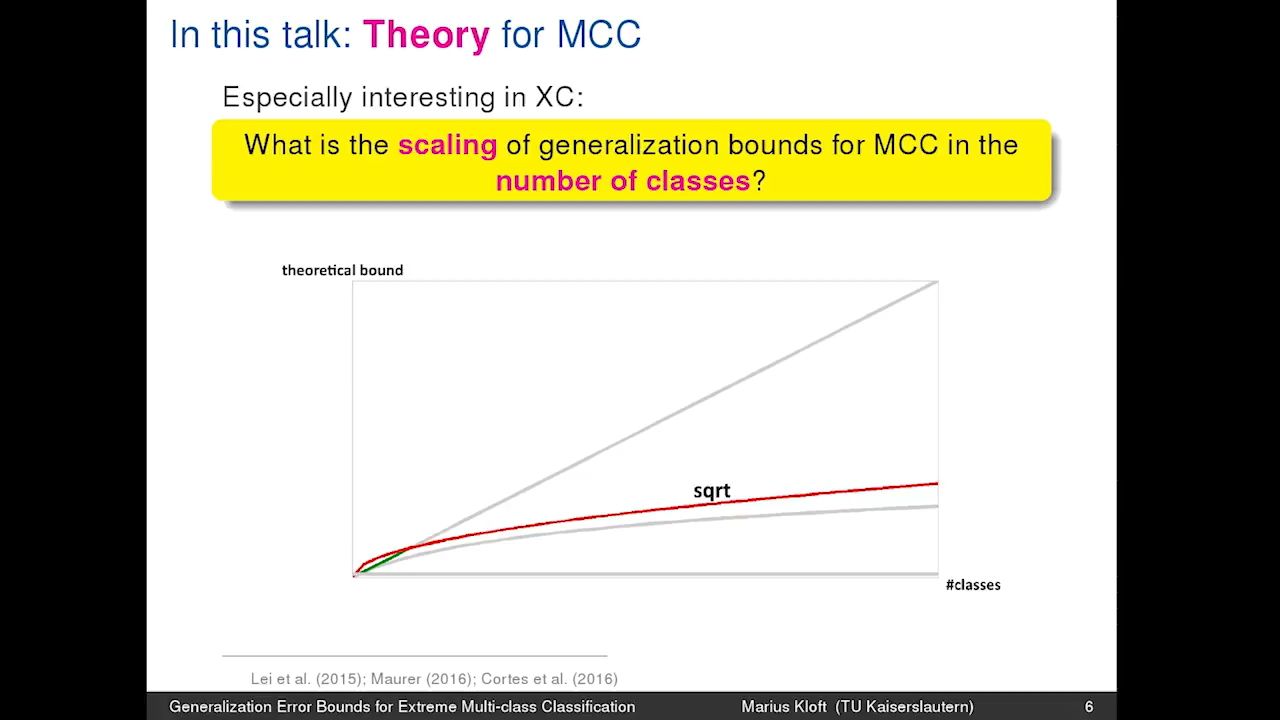 In this talk: Theory for MCC
Especially interesting in XC:
What is the scaling of generalization bounds for MCC in the
number of classes?
theoretical bound
sqrt
#classes
Lei et al. (2015); Maurer (2016); Cortes et al. (2016)
Generalization Error Bounds for Extreme Multi-class Classification Marius Kloft (TU Kaiserslautern) 6